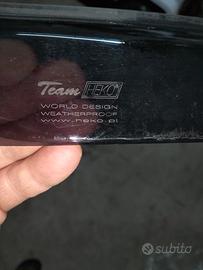 Team HEKO
WORLD DESIGN
WEATHERPROOF
www.heko.pl
subito